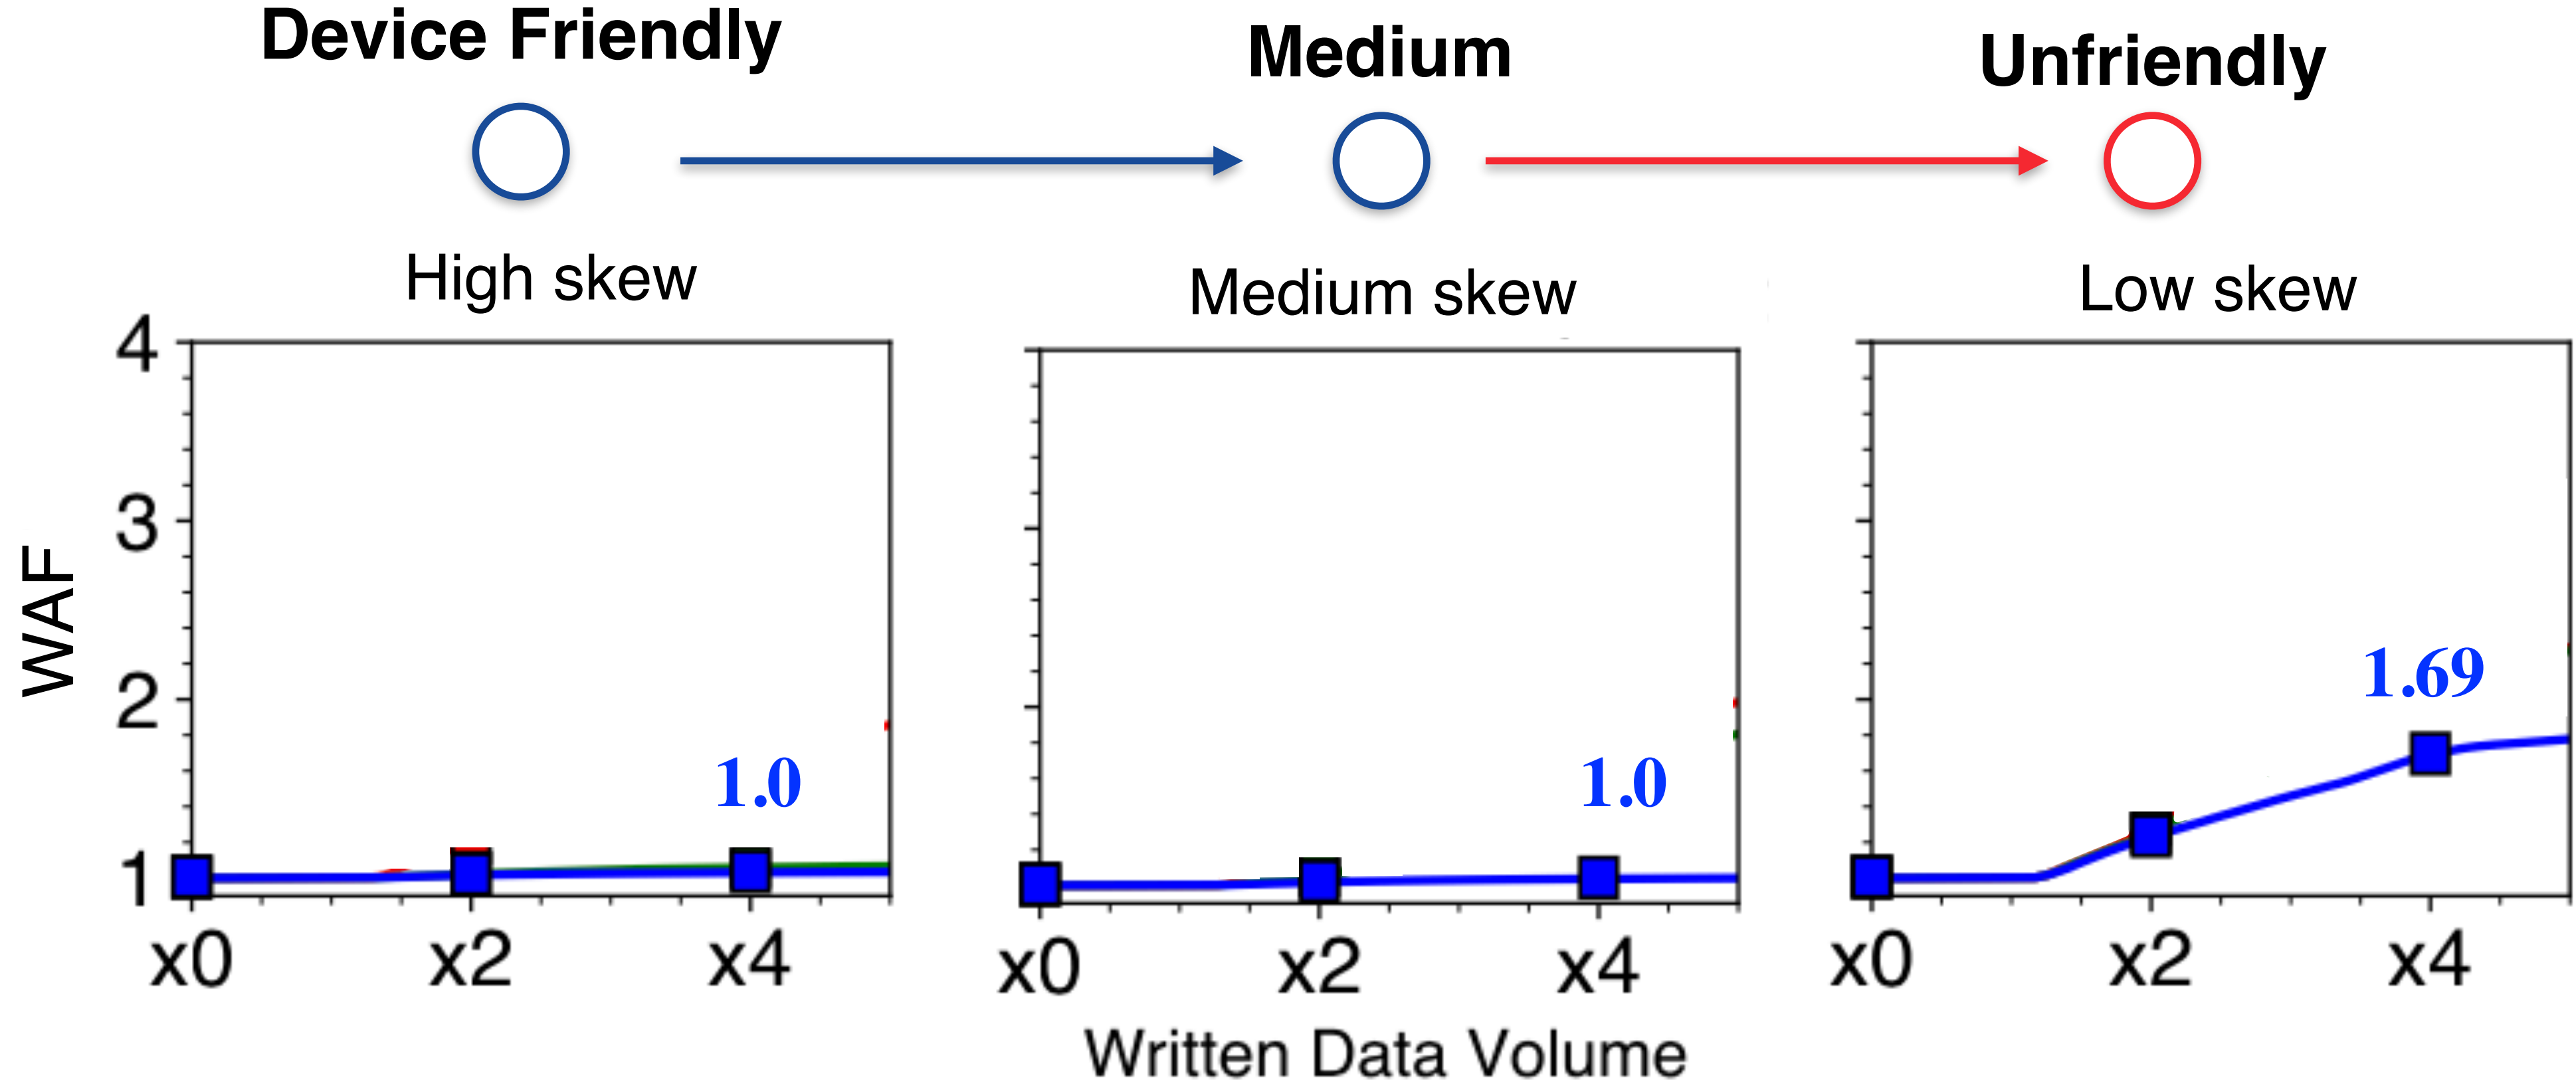 Device Friendly
Medium
Unfriendly
High skew
Medium skew
Low skew
WAF
4
3
2
1
1.0
1.0
1.69
x0 x2 x4
x0 x2 x4
x0 x2 x4
Written Data Volume